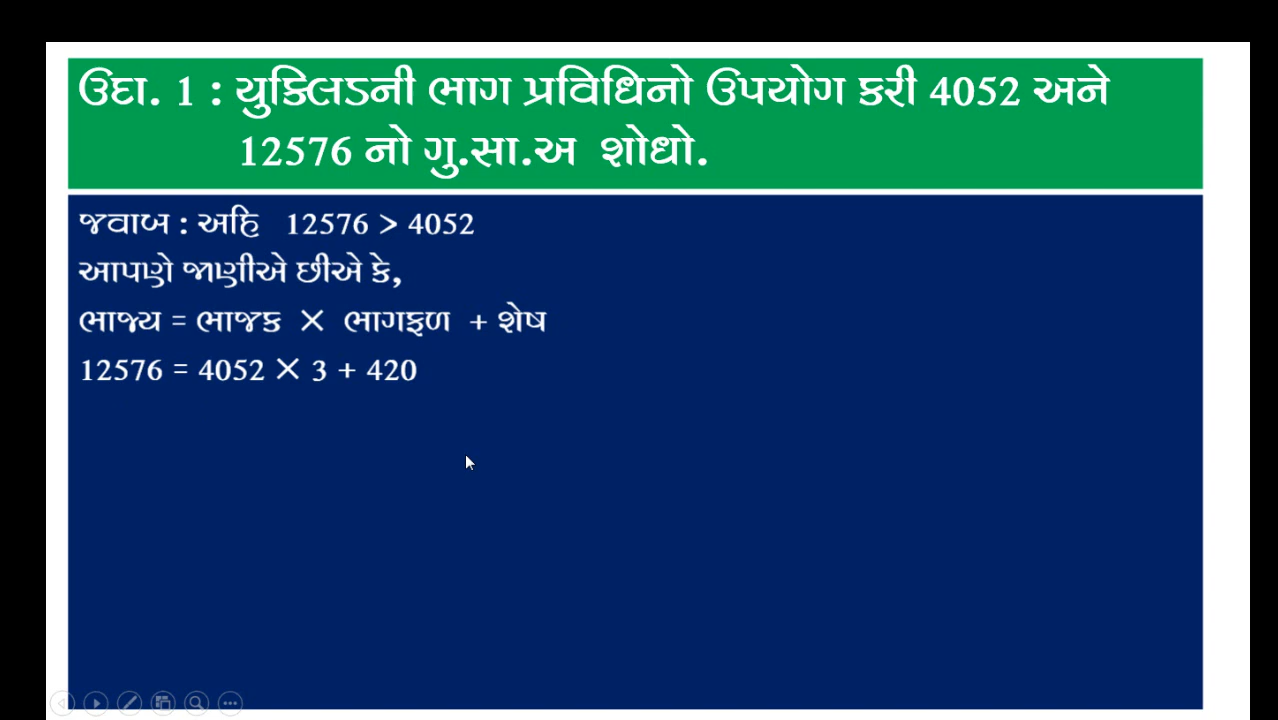 ઉદા. 1 : યુક્લિડની ભાગ પ્રવિધિનો ઉપયોગ કરી 4052 અને
12576 નો ગુ.સા.અ શોધો.
જવાબ : અહિ 12576 > 4052
આપણે જાણીએ છીએ કે,
ભાજ્ય = ભાજક × ભાગફળ + શેષ
12576 = 4052 × 3 + 420